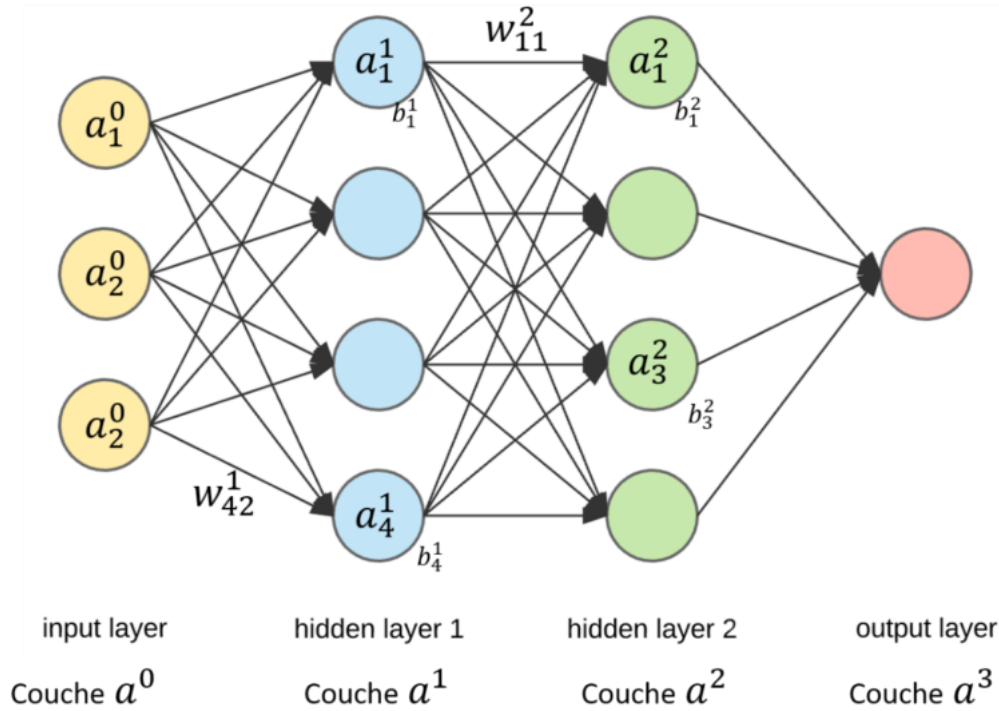 w²₁₁
a¹₁
a²₁
b¹₁
b²₁
a⁰₁
a⁰₂
a²₃
a⁰₂
b²₃
w¹₄₂
a¹₄
b¹₄
input layer
hidden layer 1
hidden layer 2
output layer
Couche a⁰
Couche a¹
Couche a²
Couche a³